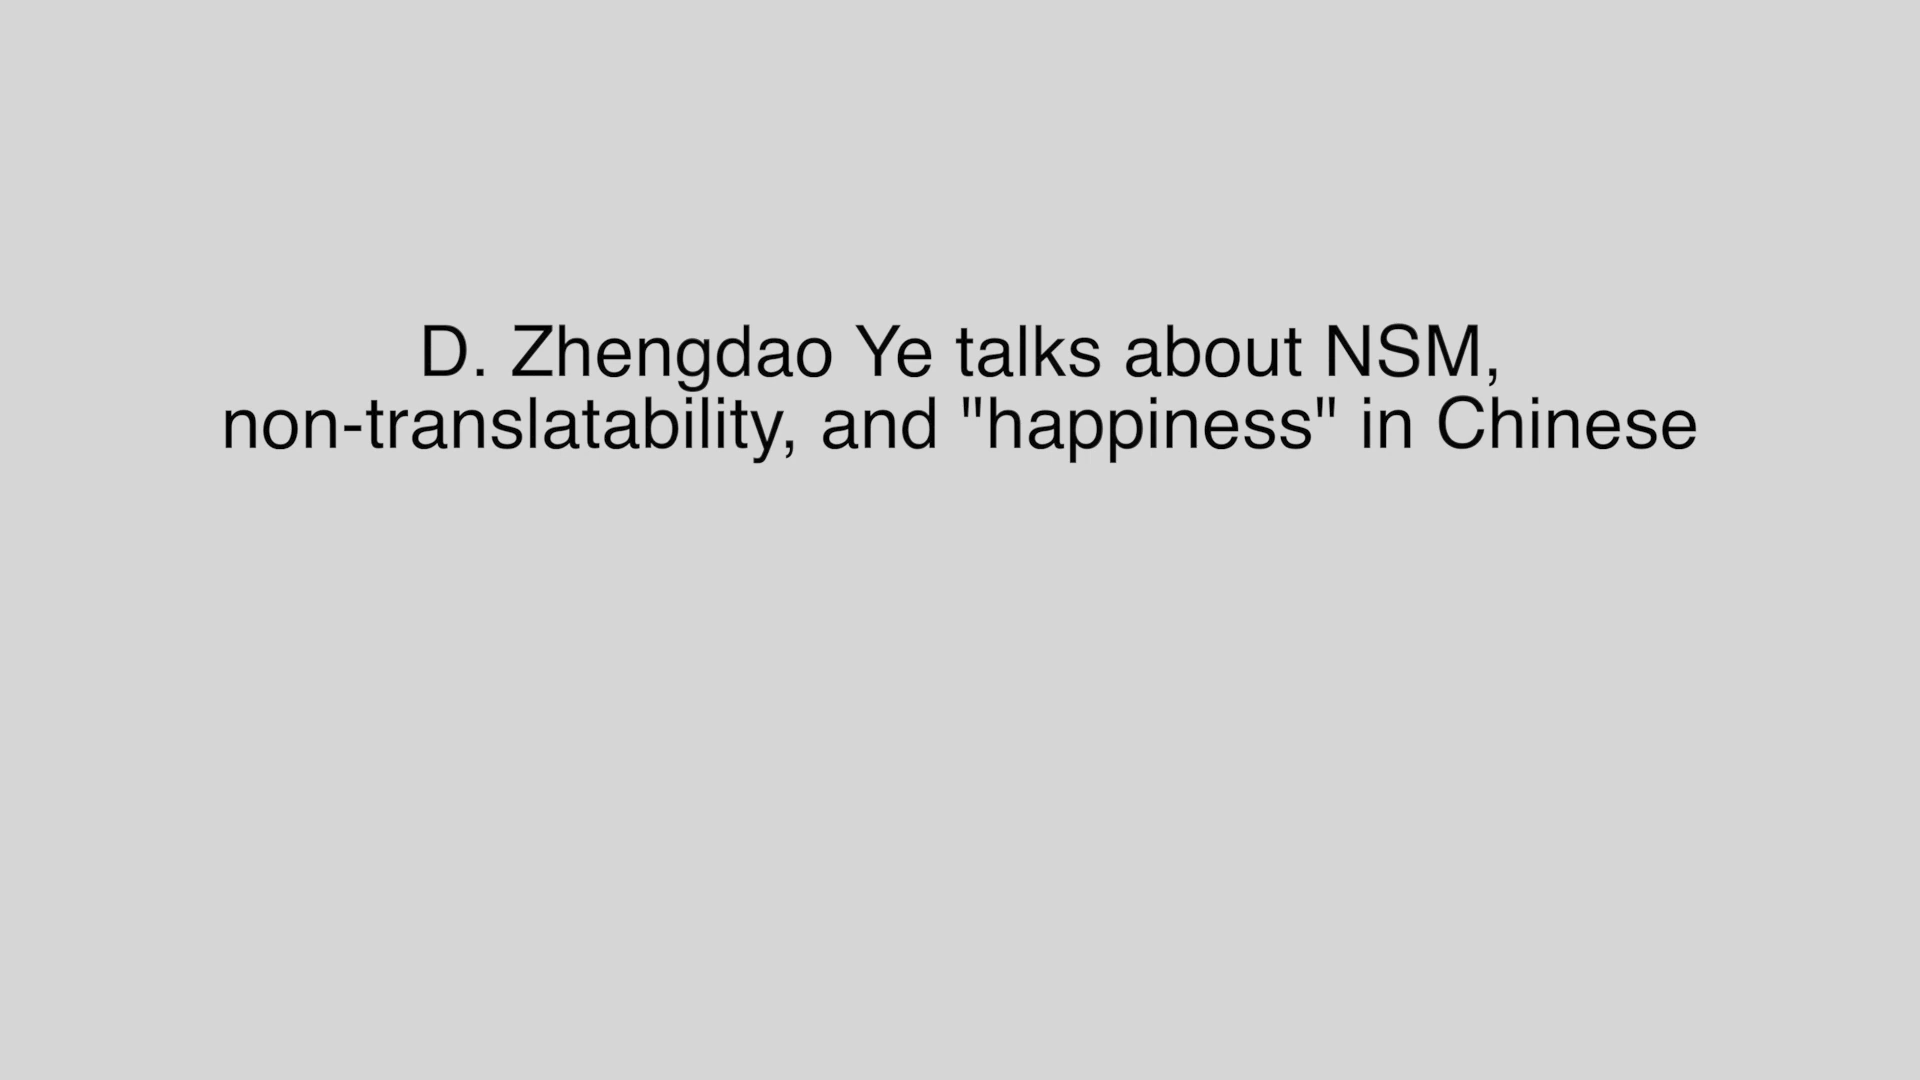 D. Zhengdao Ye talks about NSM,
non-translatability, and "happiness" in Chinese